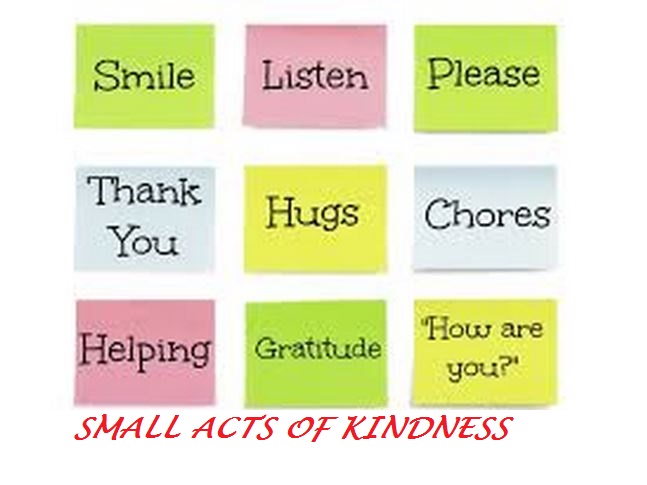 Smile
Listen
Please
Thank
You
Hugs
Chores
Helping
Gratitude
"How are
you?"
SMALL ACTS OF KINDNESS